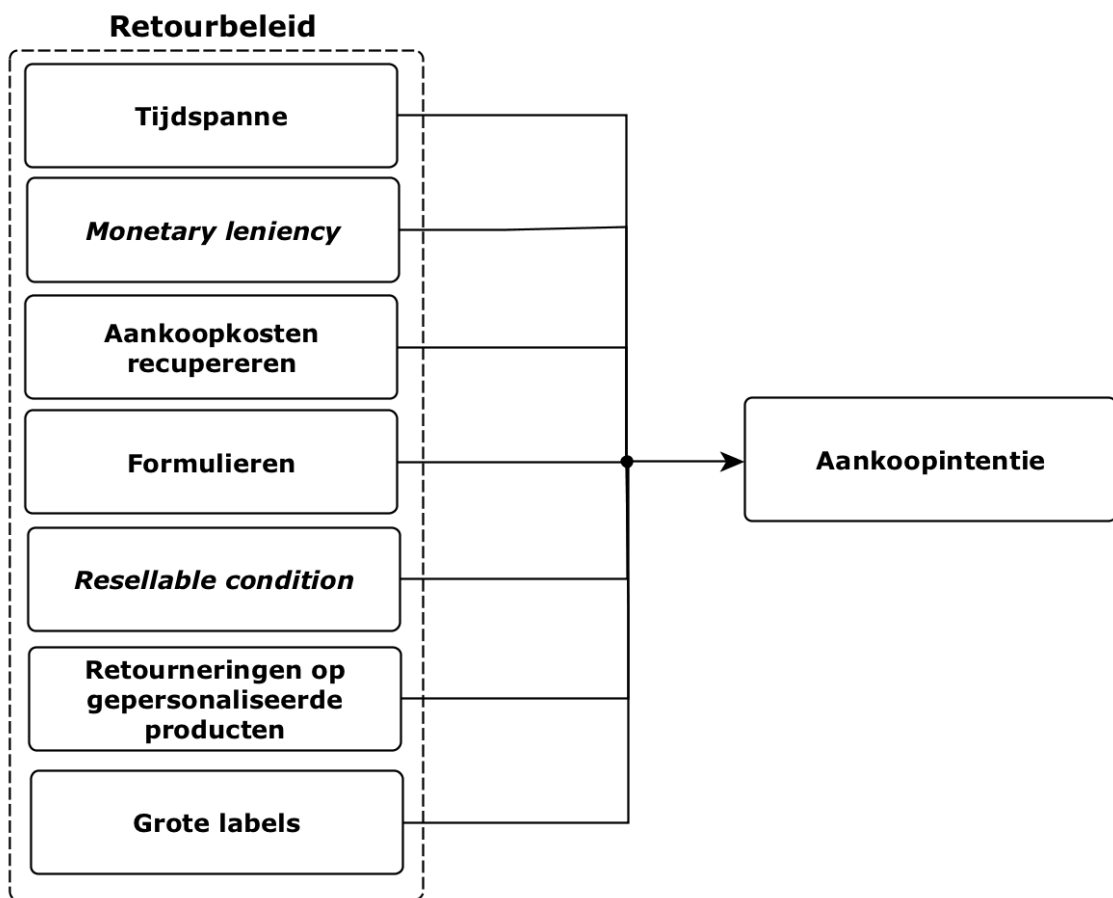 Retourbeleid
Tijdspanne
Monetary leniency
Aankoopkosten
recupereren
Formulieren
Aankoopintentie
Resellable condition
Retourneringen op
gepersonaliseerde
producten
Grote labels